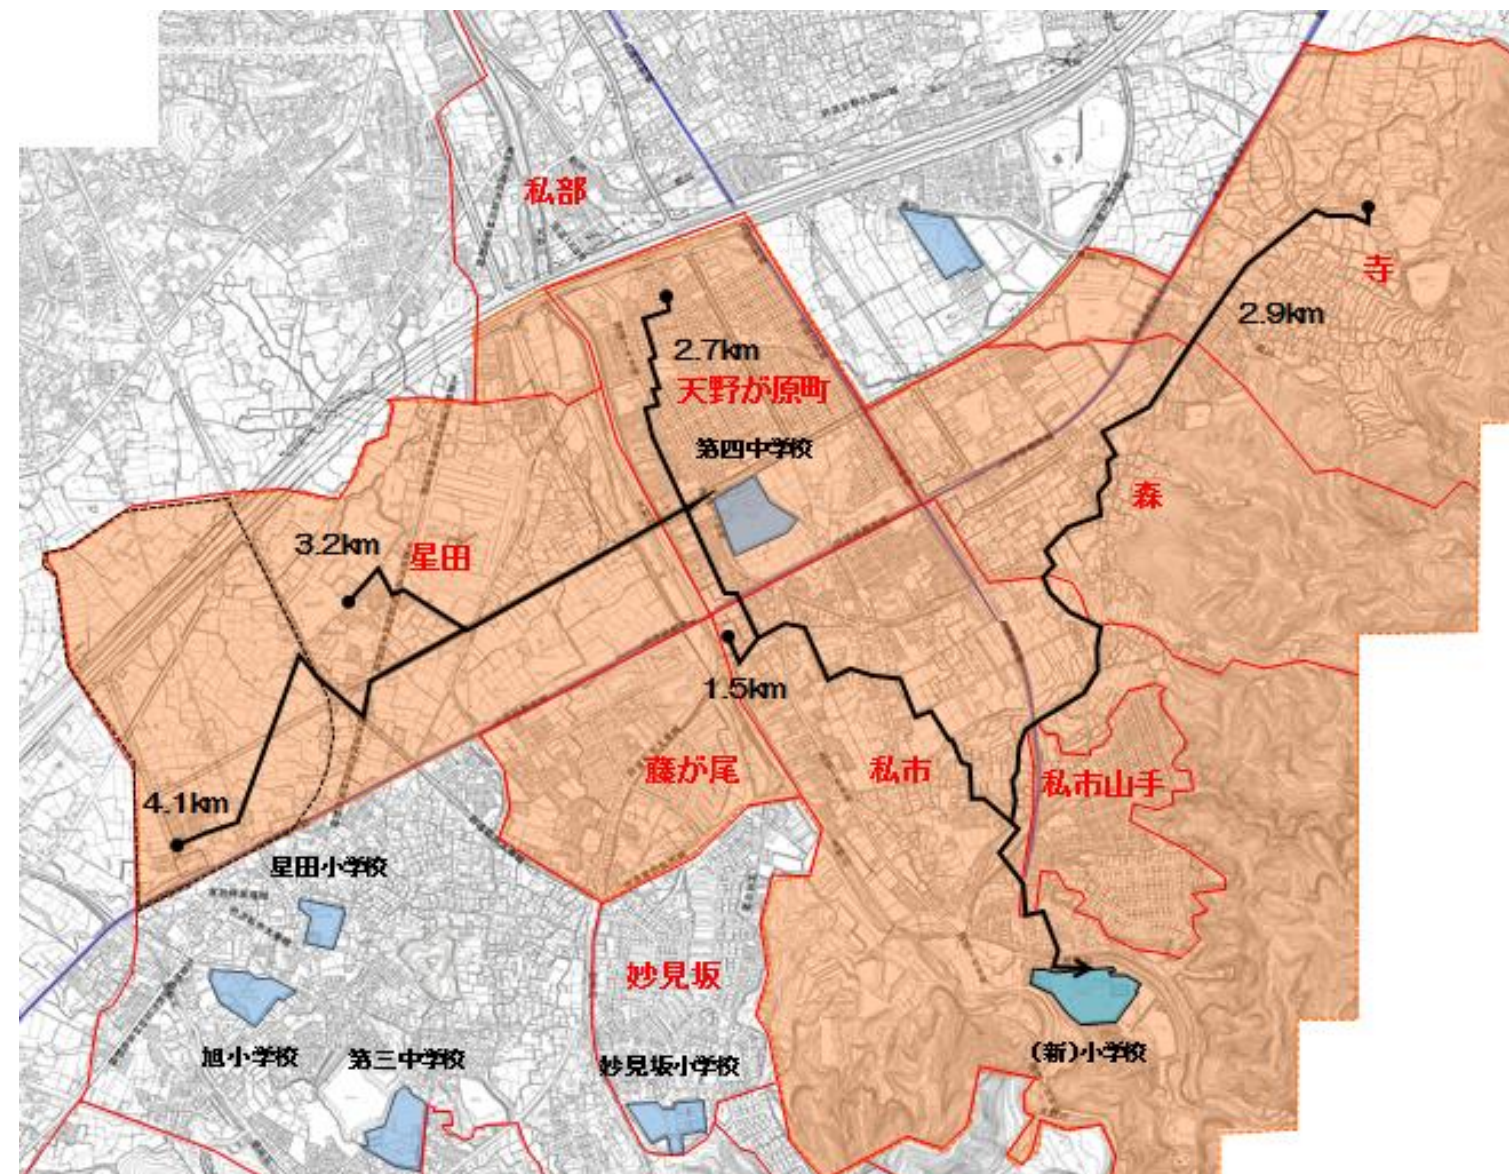 私部
寺
2.9km
2.7km
天野が原町
第四中学校
森
3.2km
星田
1.5km
藤が尾
私市
私市山手
4.1km
星田小学校
妙見坂
旭小学校
第三中学校
妙見坂小学校
(新)小学校